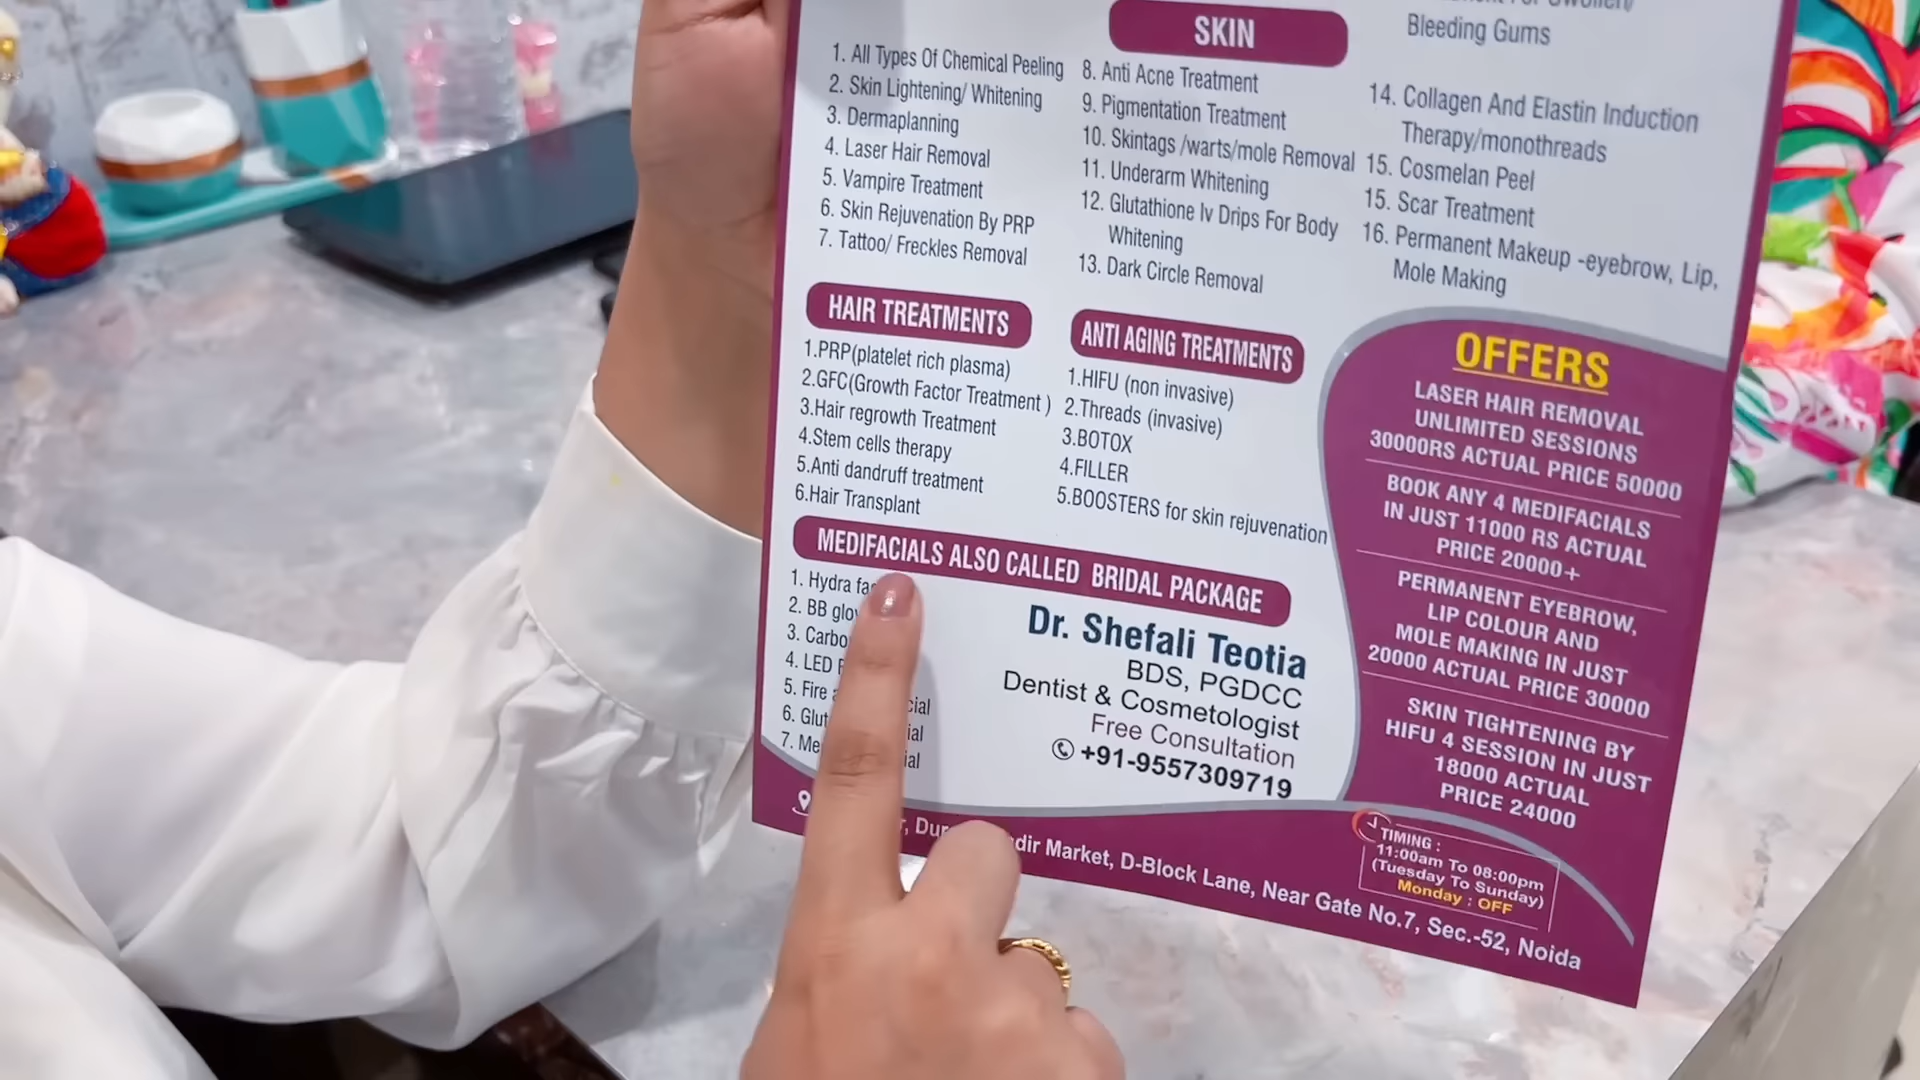 SKIN
1. All Types Of Chemical Peeling
2. Skin Lightening/ Whitening
3. Dermaplanning
4. Laser Hair Removal
5. Vampire Treatment
6. Skin Rejuvenation By PRP
7. Tattoo/ Freckles Removal
8. Anti Acne Treatment
9. Pigmentation Treatment
10. Skintags /warts/mole Removal
11. Underarm Whitening
12. Glutathione Iv Drips For Body
Whitening
13. Dark Circle Removal
Bleeding Gums
14. Collagen And Elastin Induction
Therapy/monothreads
15. Cosmelan Peel
15. Scar Treatment
16. Permanent Makeup -eyebrow, Lip,
Mole Making
HAIR TREATMENTS
1.PRP(platelet rich plasma)
2.GFC(Growth Factor Treatment )
3.Hair regrowth Treatment
4.Stem cells therapy
5.Anti dandruff treatment
6.Hair Transplant
ANTI AGING TREATMENTS
1.HIFU (non invasive)
2.Threads (invasive)
3.BOTOX
4.FILLER
5.BOOSTERS for skin rejuvenation
OFFERS
LASER HAIR REMOVAL
UNLIMITED SESSIONS
30000RS ACTUAL PRICE 50000
BOOK ANY 4 MEDIFACIALS
IN JUST 11000 RS ACTUAL
PRICE 20000+
PERMANENT EYEBROW,
LIP COLOUR AND
MOLE MAKING IN JUST
20000 ACTUAL PRICE 30000
SKIN TIGHTENING BY
HIFU 4 SESSION IN JUST
18000 ACTUAL
PRICE 24000
MEDIFACIALS ALSO CALLED BRIDAL PACKAGE
1. Hydra
2. BB
3.
4. LED
5. Fire
6.
7.
Dr. Shefali Teotia
BDS, PGDCC
Dentist & Cosmetologist
Free Consultation
+91-9557309719
TIMING :
11:00am To 08:00pm
(Tuesday To Sunday)
Monday : OFF
Market, D-Block Lane, Near Gate No.7, Sec.-52, Noida